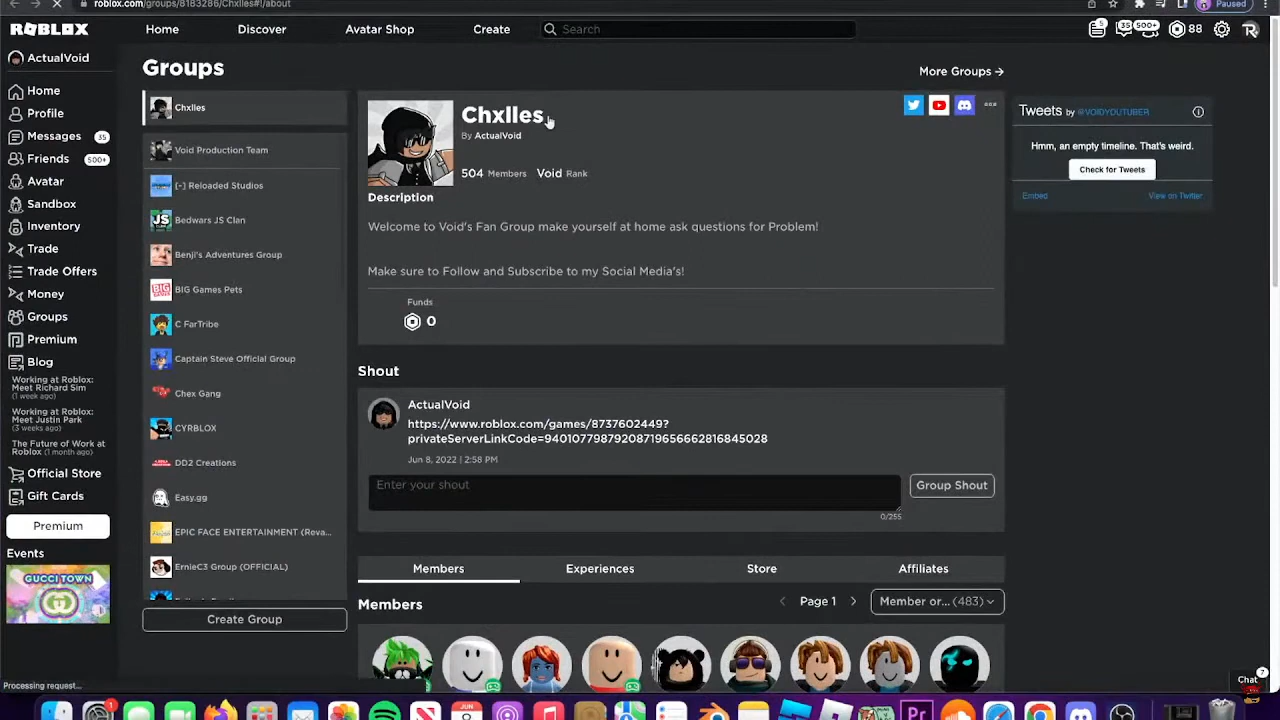 roblox.com/groups/8183286/Chxlles#!/about
Paused
ROBLOX
Home
Discover
Avatar Shop
Create
Search
5
35
500+
88
ActualVoid
Home
Profile
Messages
35
Friends
500+
Avatar
Sandbox
Inventory
Trade
Trade Offers
Money
Groups
Premium
Blog
Working at Roblox:
Meet Richard Sim
(1 week ago)
Working at Roblox:
Meet Justin Park
(3 weeks ago)
The Future of Work at
Roblox (1 month ago)
Official Store
Gift Cards
Premium
Events
GUCCI TOWN
Processing request...
Groups
More Groups →
Chxlles
Void Production Team
[-] Reloaded Studios
JS
Bedwars JS Clan
Benji's Adventures Group
BIG
BIG Games Pets
C FarTribe
Captain Steve Official Group
Chex Gang
CYRBLOX
DD2 Creations
Easy.gg
EPIC FACE ENTERTAINMENT (Reva...
ErnieC3 Group (OFFICIAL)
Create Group
Chxlles
By ActualVoid
504 Members
Void Rank
Description
Welcome to Void's Fan Group make yourself at home ask questions for Problem!
Make sure to Follow and Subscribe to my Social Media's!
Funds
0
Shout
ActualVoid
https://www.roblox.com/games/8737602449?
privateServerLinkCode=94010779879208719656662816845028
Jun 8, 2022 | 2:58 PM
Enter your shout
Group Shout
0/255
Members
Experiences
Store
Affiliates
Members
Page 1
Member or... (483)
Tweets by @VOIDYOUTUBER
Hmm, an empty timeline. That's weird.
Check for Tweets
Embed
View on Twitter
Chat
?
1
JUN
8
Pr